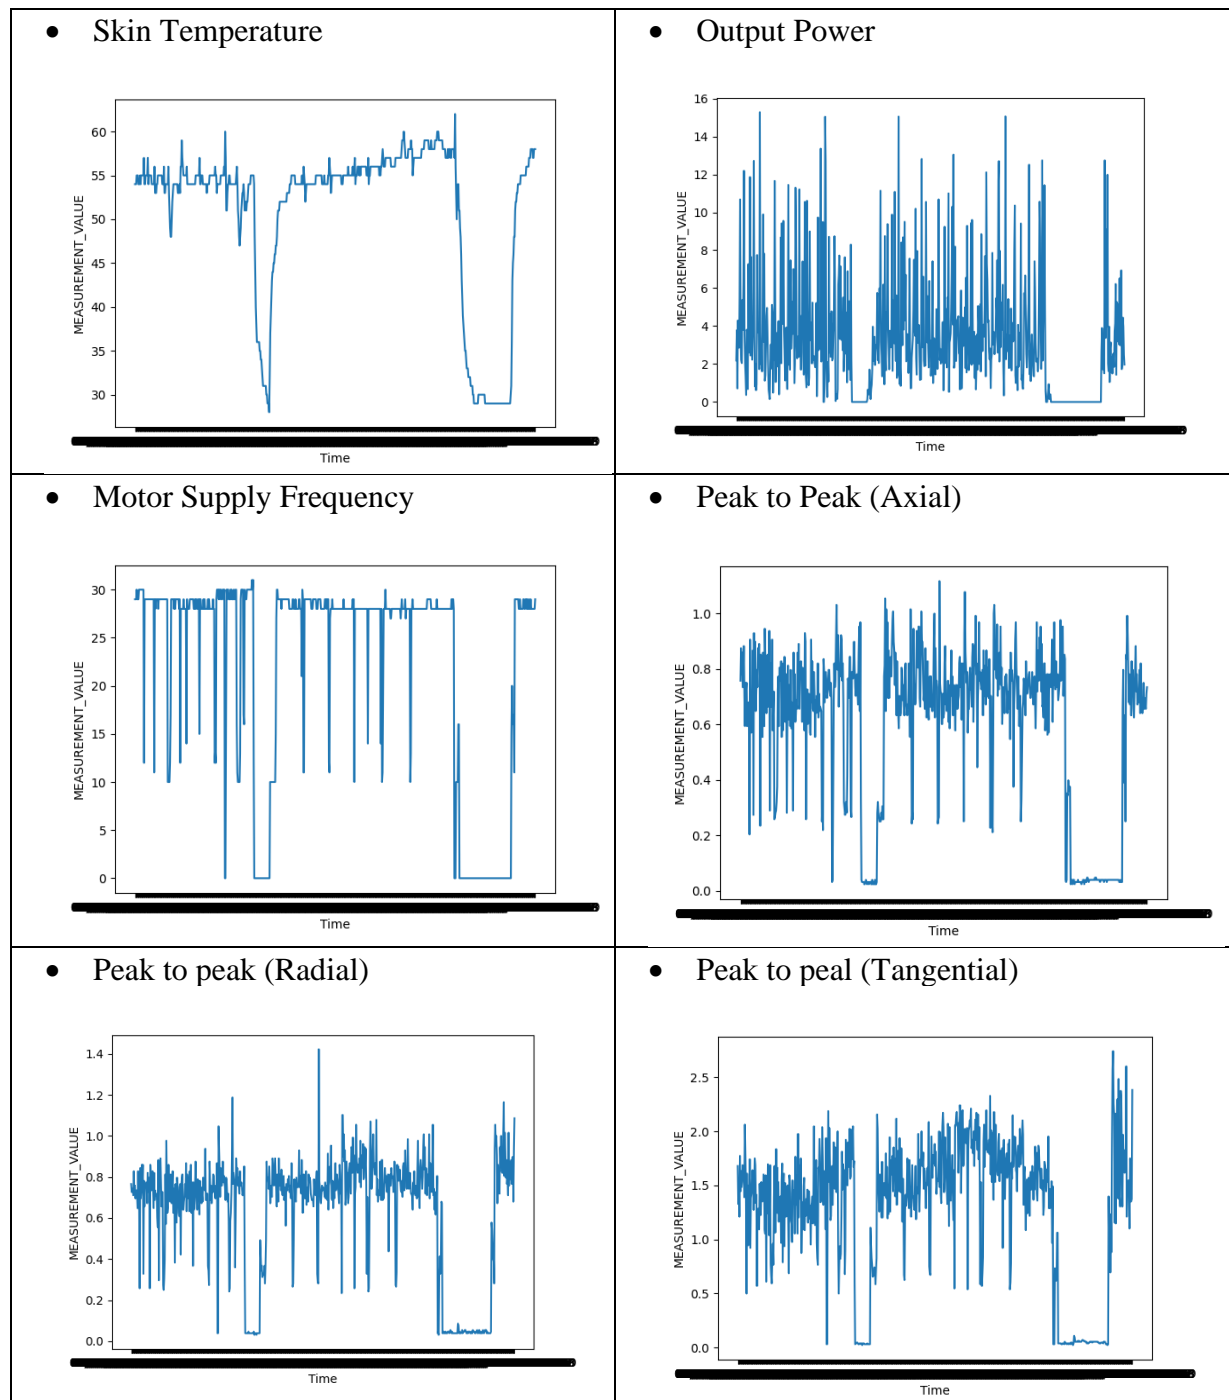 • Skin Temperature
60
55
50
45
40
35
30
MEASUREMENT_VALUE
Time
• Output Power
16
14
12
10
8
6
4
2
0
MEASUREMENT_VALUE
Time
• Motor Supply Frequency
30
25
20
15
10
5
0
MEASUREMENT_VALUE
Time
• Peak to Peak (Axial)
1.0
0.8
0.6
0.4
0.2
0.0
MEASUREMENT_VALUE
Time
• Peak to peak (Radial)
1.4
1.2
1.0
0.8
0.6
0.4
0.2
0.0
MEASUREMENT_VALUE
Time
• Peak to peal (Tangential)
2.5
2.0
1.5
1.0
0.5
0.0
MEASUREMENT_VALUE
Time